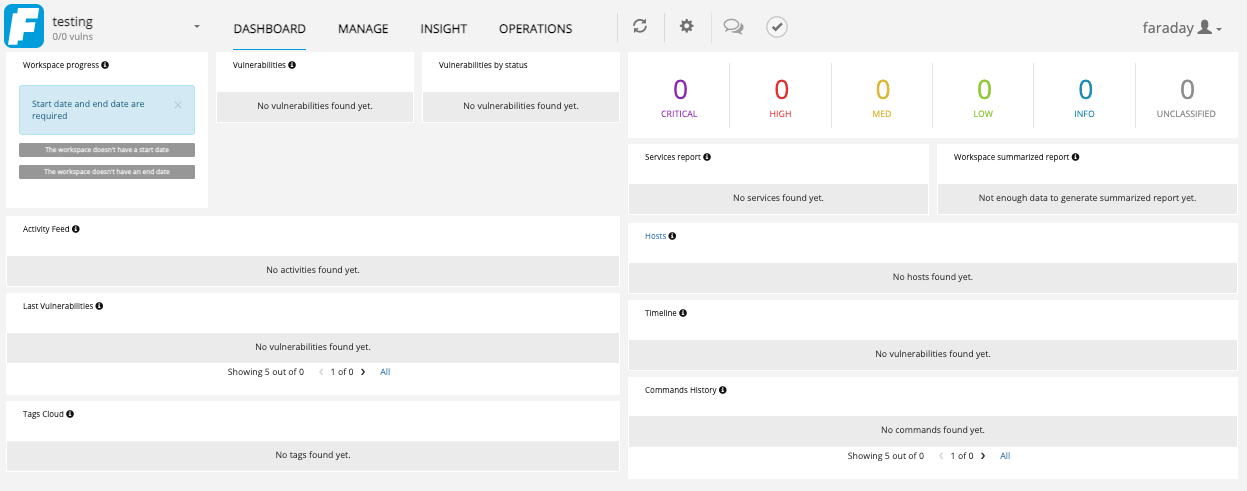 testing
0/0 vulns
DASHBOARD
MANAGE
INSIGHT
OPERATIONS
faraday
Workspace progress
Start date and end date are
required
The workspace doesn't have a start date
The workspace doesn't have an end date
Vulnerabilities
No vulnerabilities found yet.
Vulnerabilities by status
No vulnerabilities found yet.
0
CRITICAL
0
HIGH
0
MED
0
LOW
0
INFO
0
UNCLASSIFIED
Services report
No services found yet.
Workspace summarized report
Not enough data to generate summarized report yet.
Activity Feed
No activities found yet.
Hosts
No hosts found yet.
Last Vulnerabilities
No vulnerabilities found yet.
Showing 5 out of 0 1 of 0 All
Timeline
No vulnerabilities found yet.
Tags Cloud
No tags found yet.
Commands History
No commands found yet.
Showing 5 out of 0 1 of 0 All